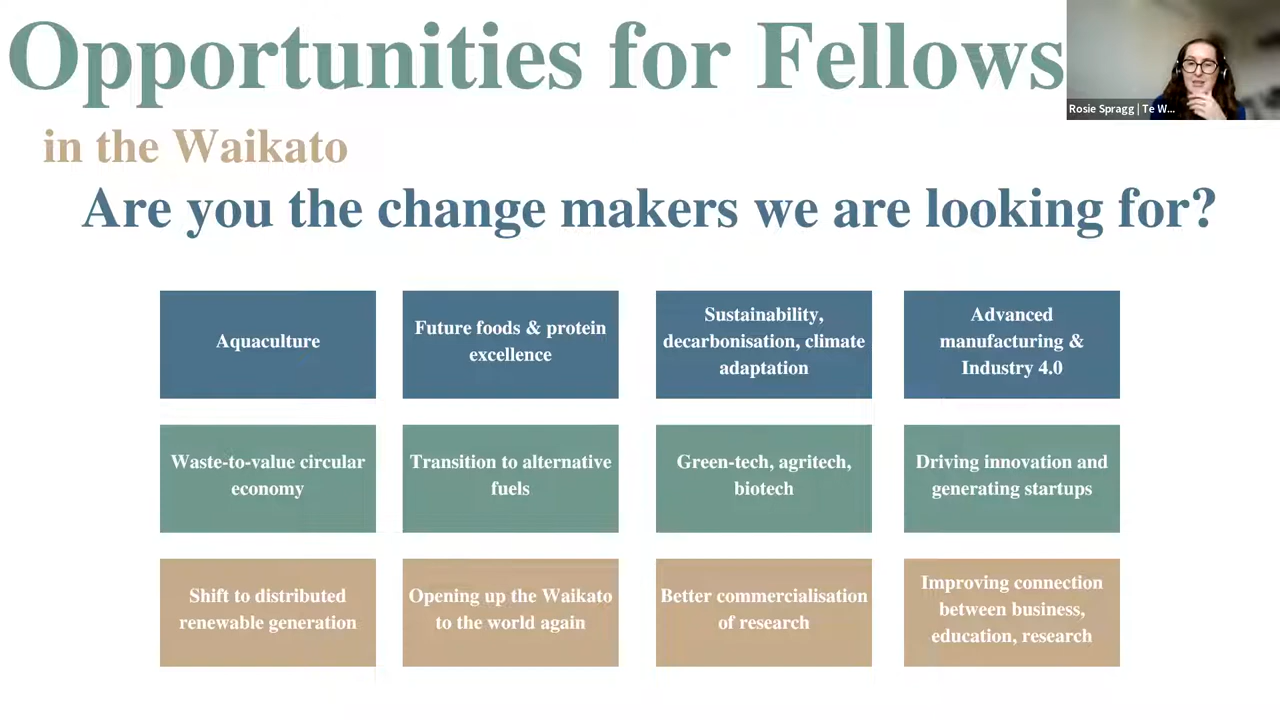 Opportunities for Fellows
Rosie Spragg | Te W...
in the Waikato
Are you the change makers we are looking for?
Aquaculture
Future foods & protein
excellence
Sustainability,
decarbonisation, climate
adaptation
Advanced
manufacturing &
Industry 4.0
Waste-to-value circular
economy
Transition to alternative
fuels
Green-tech, agritech,
biotech
Driving innovation and
generating startups
Shift to distributed
renewable generation
Opening up the Waikato
to the world again
Better commercialisation
of research
Improving connection
between business,
education, research